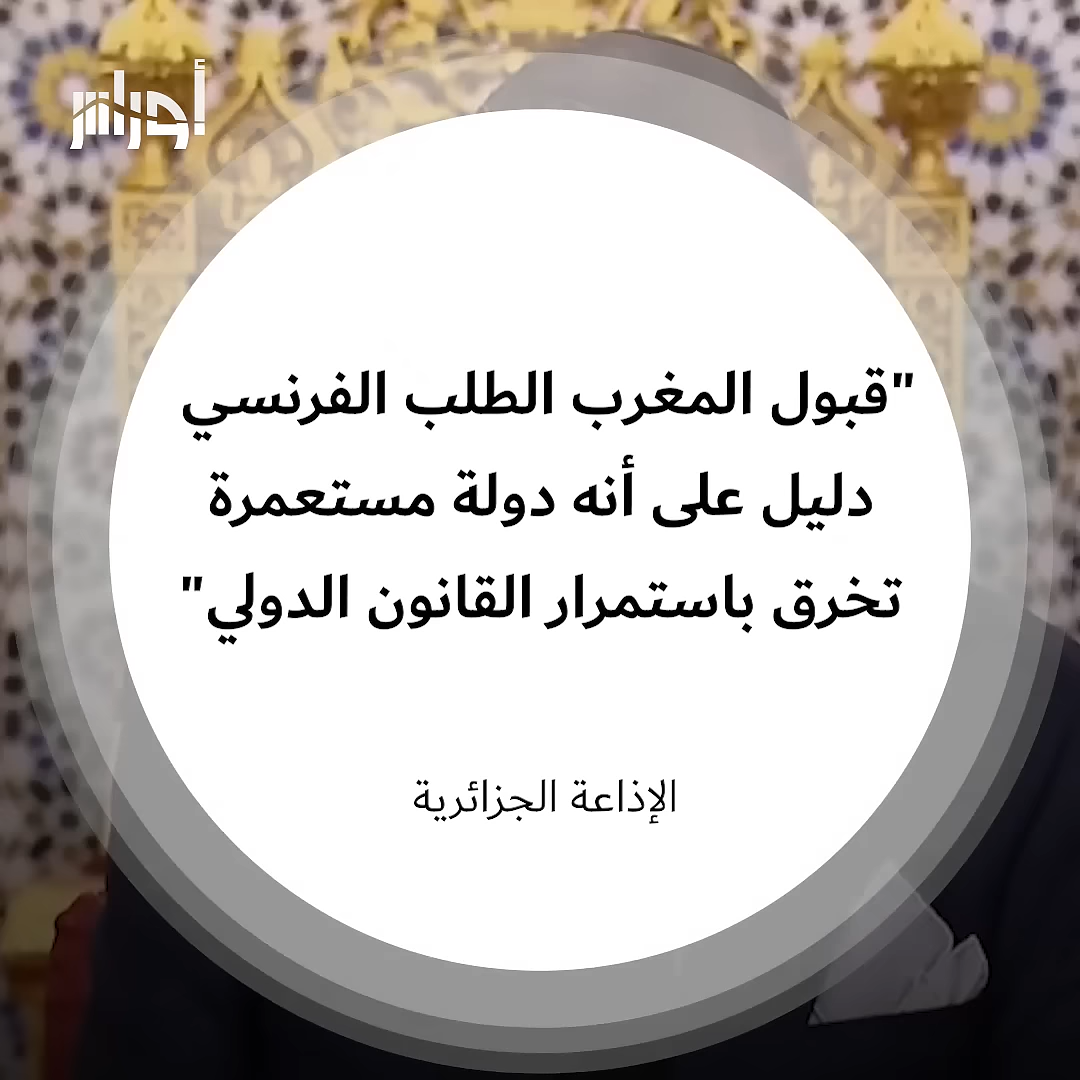 أوراس
"قبول المغرب الطلب الفرنسي
دليل على أنه دولة مستعمرة
تخرق باستمرار القانون الدولي"
الإذاعة الجزائرية